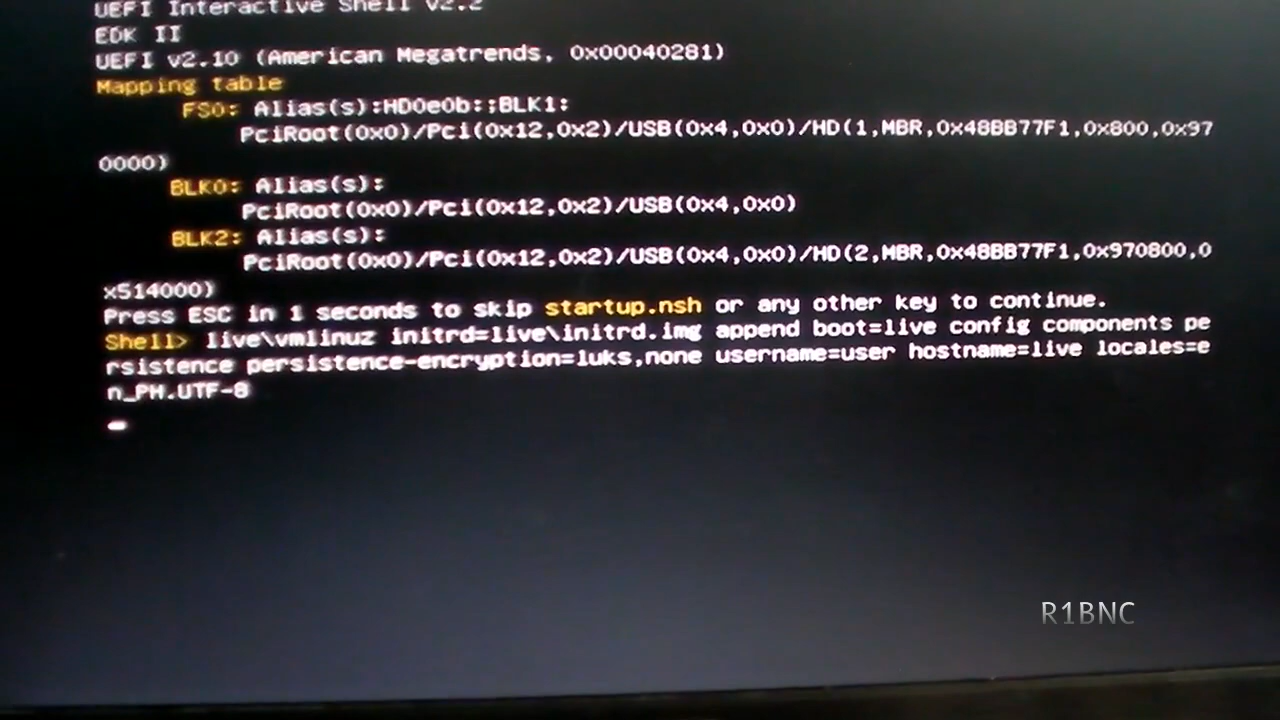 UEFI Interactive Shell v2.2
EDK II
UEFI v2.10 (American Megatrends, 0x00040281)
Mapping table
FS0: Alias(s):HD0e0b:;BLK1:
PciRoot(0x0)/Pci(0x12,0x2)/USB(0x4,0x0)/HD(1,MBR,0x48BB77F1,0x800,0x97
0000)
BLK0: Alias(s):
PciRoot(0x0)/Pci(0x12,0x2)/USB(0x4,0x0)
BLK2: Alias(s):
PciRoot(0x0)/Pci(0x12,0x2)/USB(0x4,0x0)/HD(2,MBR,0x48BB77F1,0x970800,0
x514000)
Press ESC in 1 seconds to skip startup.nsh or any other key to continue.
Shell> live\vmlinuz initrd=live\initrd.img append boot=live config components pe
rsistence persistence-encryption=luks,none username=user hostname=live locales=e
n_PH.UTF-8
R1BNC